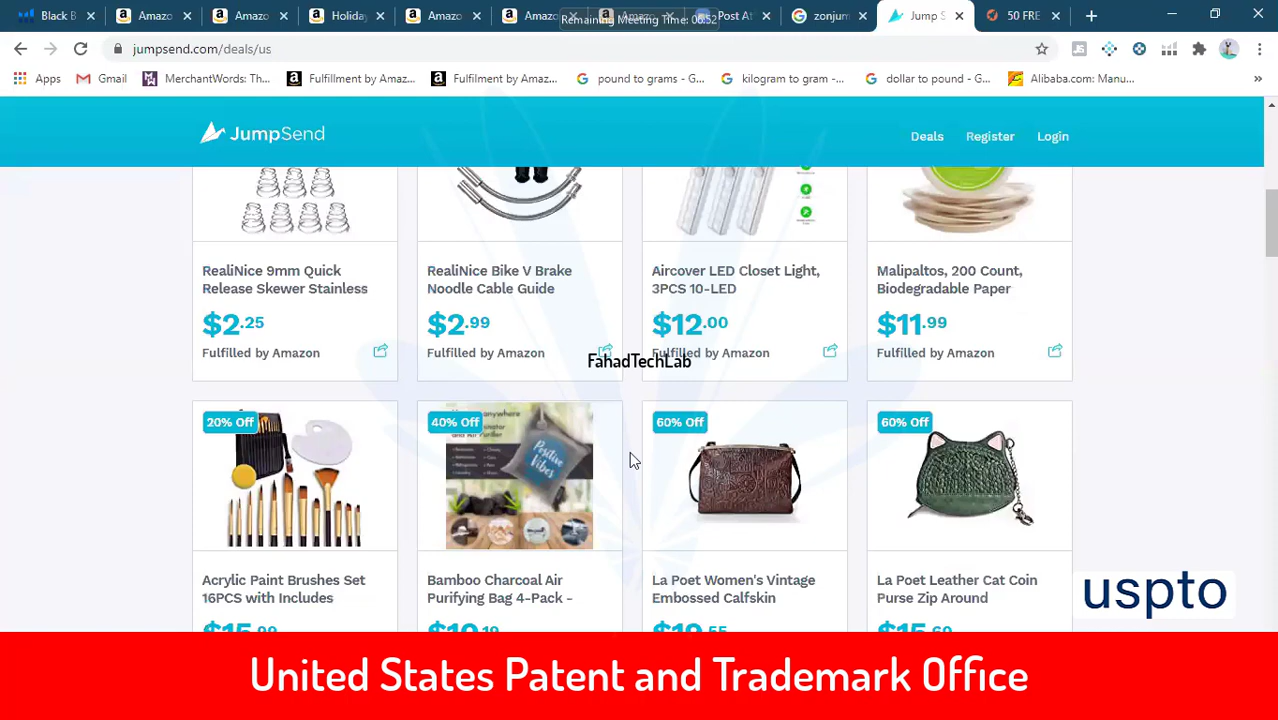 Black B
Amazo
Amazo
Holiday
Amazo
Amazo
Amazo
Post At
zonjum
Jump S
50 FRE
Remaining Meeting Time: 06:52
jumpsend.com/deals/us
Apps
Gmail
MerchantWords: Th...
Fulfillment by Amaz...
Fulfilment by Amaz...
pound to grams - G...
kilogram to gram -...
dollar to pound - G...
Alibaba.com: Manu...
JumpSend
Deals
Register
Login
RealiNice 9mm Quick
Release Skewer Stainless
$2.25
Fulfilled by Amazon
RealiNice Bike V Brake
Noodle Cable Guide
$2.99
Fulfilled by Amazon
Aircover LED Closet Light,
3PCS 10-LED
$12.00
Fulfilled by Amazon
Malipaltos, 200 Count,
Biodegradable Paper
$11.99
Fulfilled by Amazon
FahadTechLab
20% Off
Acrylic Paint Brushes Set
16PCS with Includes
$15.99
40% Off
Positive
Vibes
Bamboo Charcoal Air
Purifying Bag 4-Pack -
$10.19
60% Off
La Poet Women's Vintage
Embossed Calfskin
$19.55
60% Off
La Poet Leather Cat Coin
Purse Zip Around
$15.60
uspto
United States Patent and Trademark Office